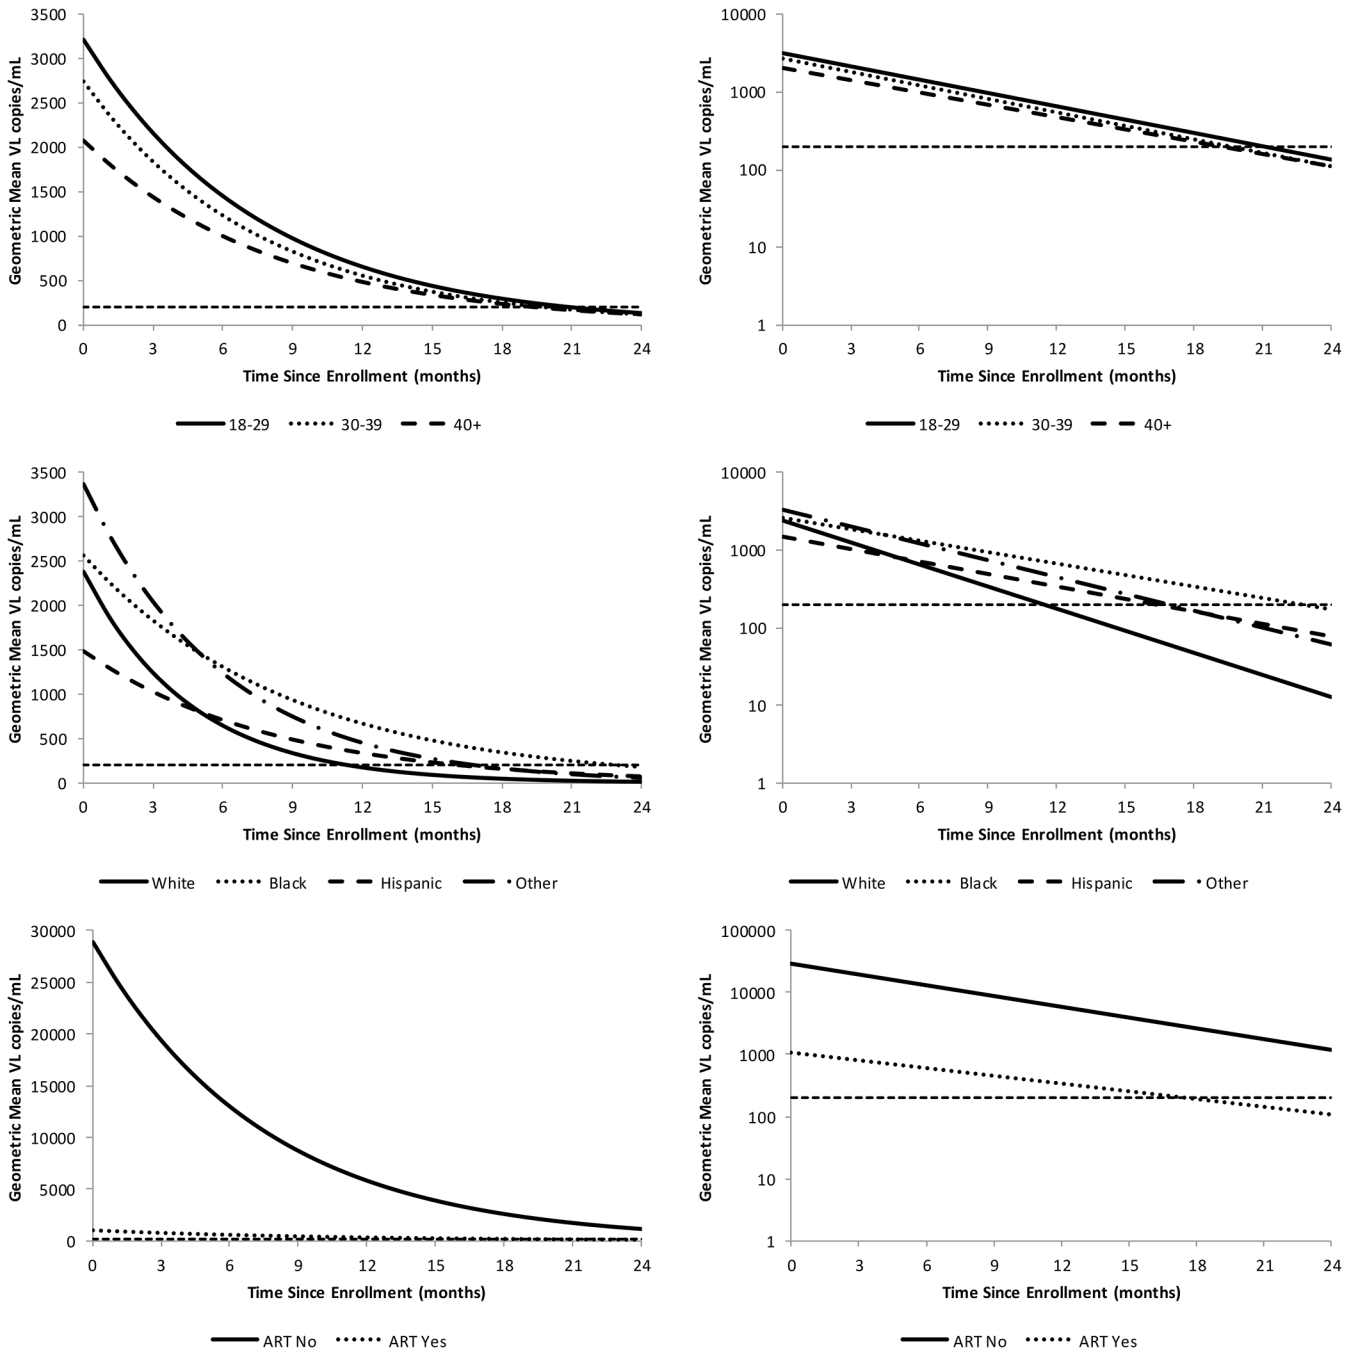 Geometric Mean VL copies/mL
3500
3000
2500
2000
1500
1000
500
0
0 3 6 9 12 15 18 21 24
Time Since Enrollment (months)
18-29 30-39 40+
Geometric Mean VL copies/mL
10000
1000
100
10
1
0 3 6 9 12 15 18 21 24
Time Since Enrollment (months)
18-29 30-39 40+
Geometric Mean VL copies/mL
3500
3000
2500
2000
1500
1000
500
0
0 3 6 9 12 15 18 21 24
Time Since Enrollment (months)
White Black Hispanic Other
Geometric Mean VL copies/mL
10000
1000
100
10
1
0 3 6 9 12 15 18 21 24
Time Since Enrollment (months)
White Black Hispanic Other
Geometric Mean VL copies/mL
30000
25000
20000
15000
10000
5000
0
0 3 6 9 12 15 18 21 24
Time Since Enrollment (months)
ART No ART Yes
Geometric Mean VL copies/mL
100000
10000
1000
100
10
1
0 3 6 9 12 15 18 21 24
Time Since Enrollment (months)
ART No ART Yes